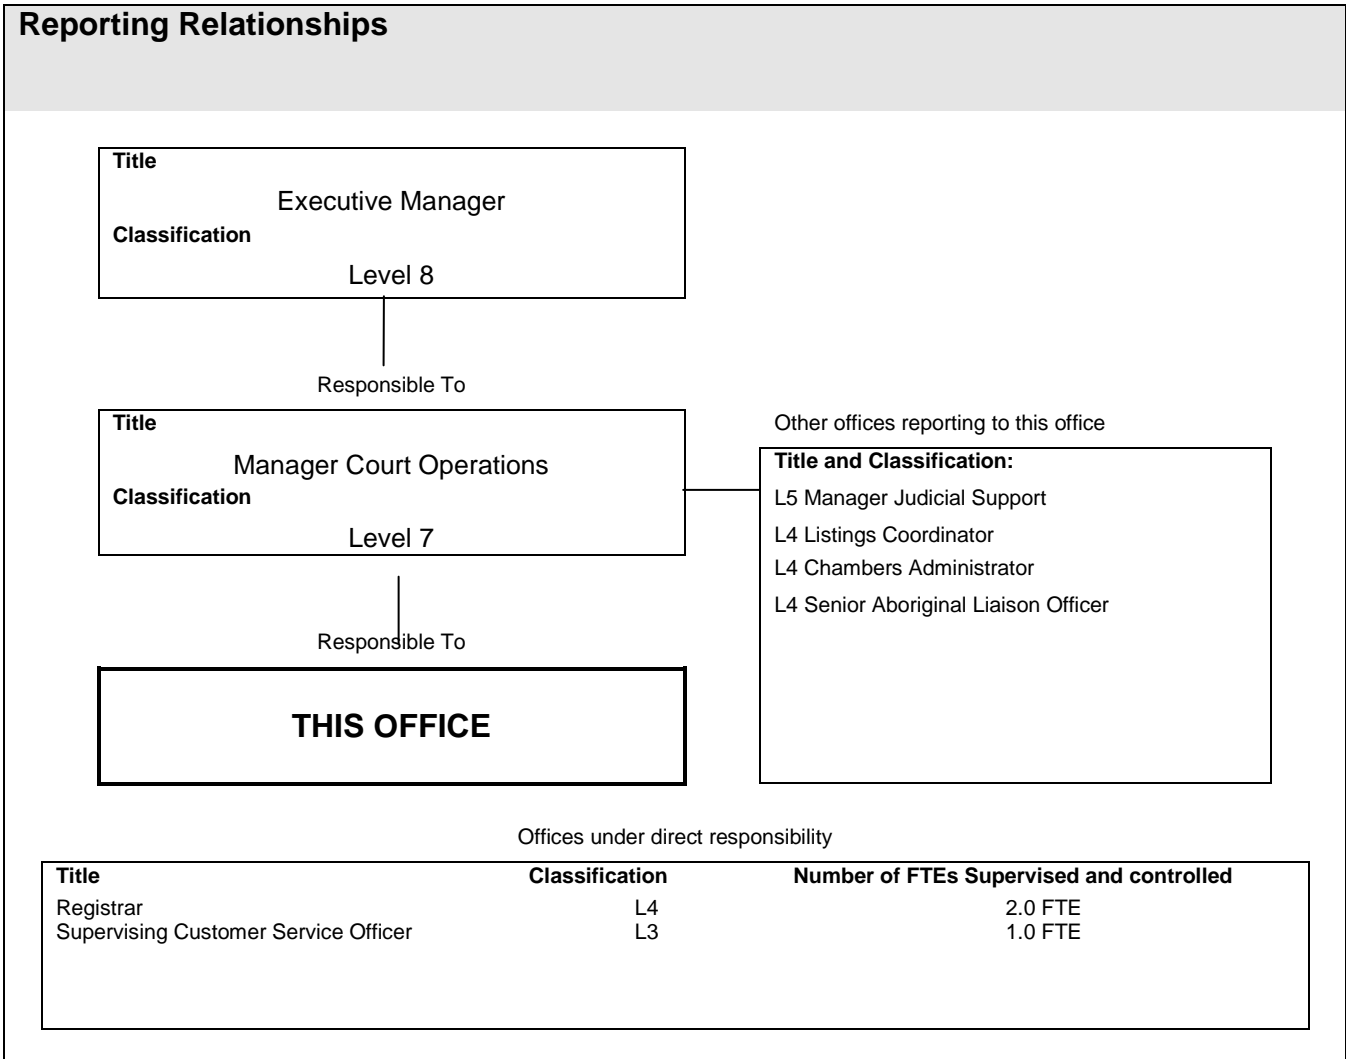 Reporting Relationships
Title
Executive Manager
Classification
Level 8
Responsible To
Title
Manager Court Operations
Classification
Level 7
Other offices reporting to this office
Title and Classification:
L5 Manager Judicial Support
L4 Listings Coordinator
L4 Chambers Administrator
L4 Senior Aboriginal Liaison Officer
Responsible To
THIS OFFICE
Offices under direct responsibility
Title Classification Number of FTEs Supervised and controlled
Registrar L4 2.0 FTE
Supervising Customer Service Officer L3 1.0 FTE